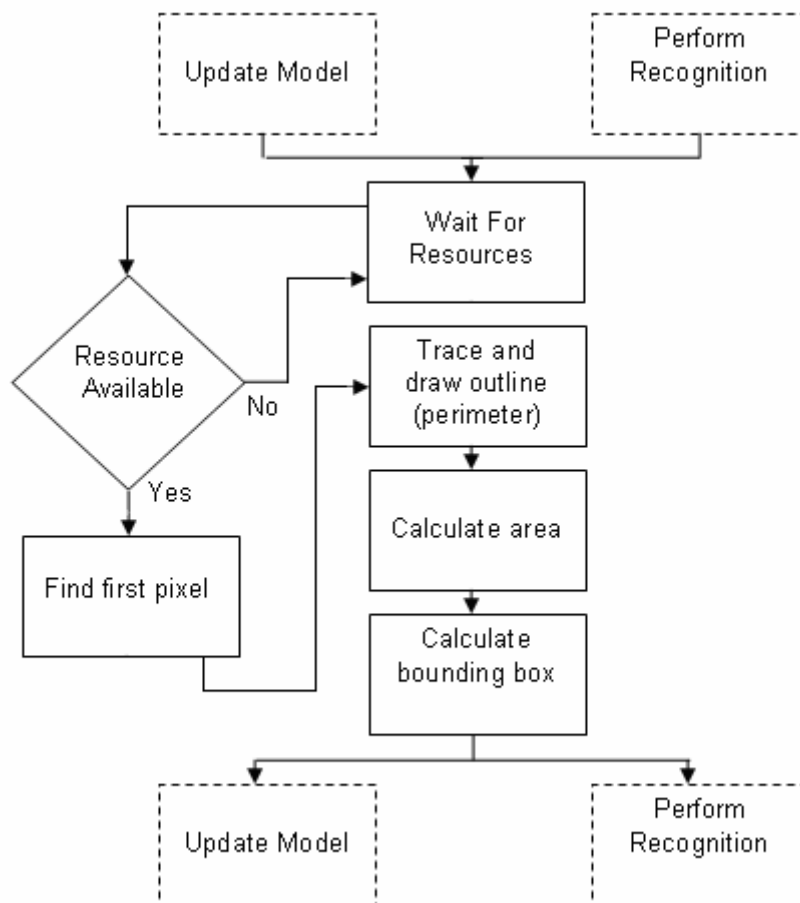 Update Model
Perform
Recognition
Wait For
Resources
Resource
Available
No
Yes
Find first pixel
Trace and
draw outline
(perimeter)
Calculate area
Calculate
bounding box
Update Model
Perform
Recognition